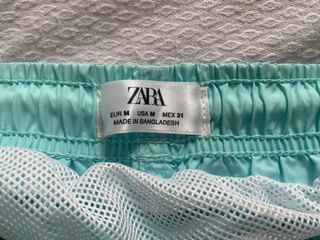 ZARA
EUR M USA M MEX 31
MADE IN BANGLADESH